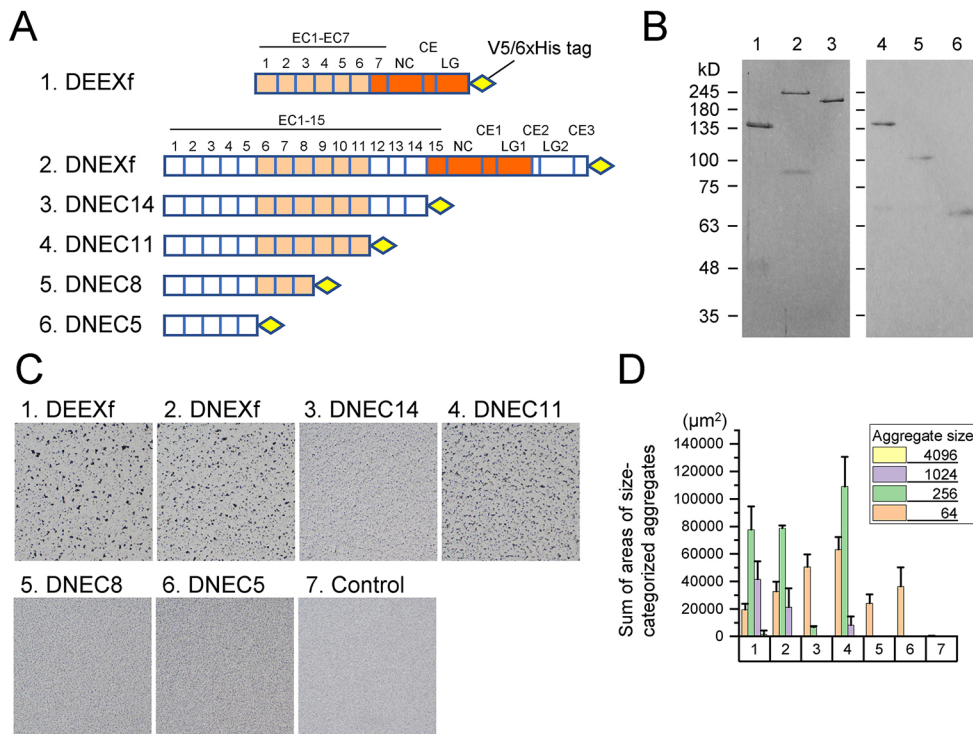 A
EC1-EC7
CE
V5/6xHis tag
1 2 3 4 5 6 7 NC LG
1. DEEXf
EC1-15
CE1 CE2 CE3
1 2 3 4 5 6 7 8 9 10 11 12 13 14 15 NC LG1 LG2
2. DNEXf
3. DNEC14
4. DNEC11
5. DNEC8
6. DNEC5
B
1 2 3 4 5 6
kD
245
180
135
100
75
63
48
35
C
1. DEEXf 2. DNEXf 3. DNEC14 4. DNEC11
5. DNEC8 6. DNEC5 7. Control
D
(µm²)
Sum of areas of size-
categorized aggregates
140000
120000
100000
80000
60000
40000
20000
0
1 2 3 4 5 6 7
Aggregate size
4096
1024
256
64